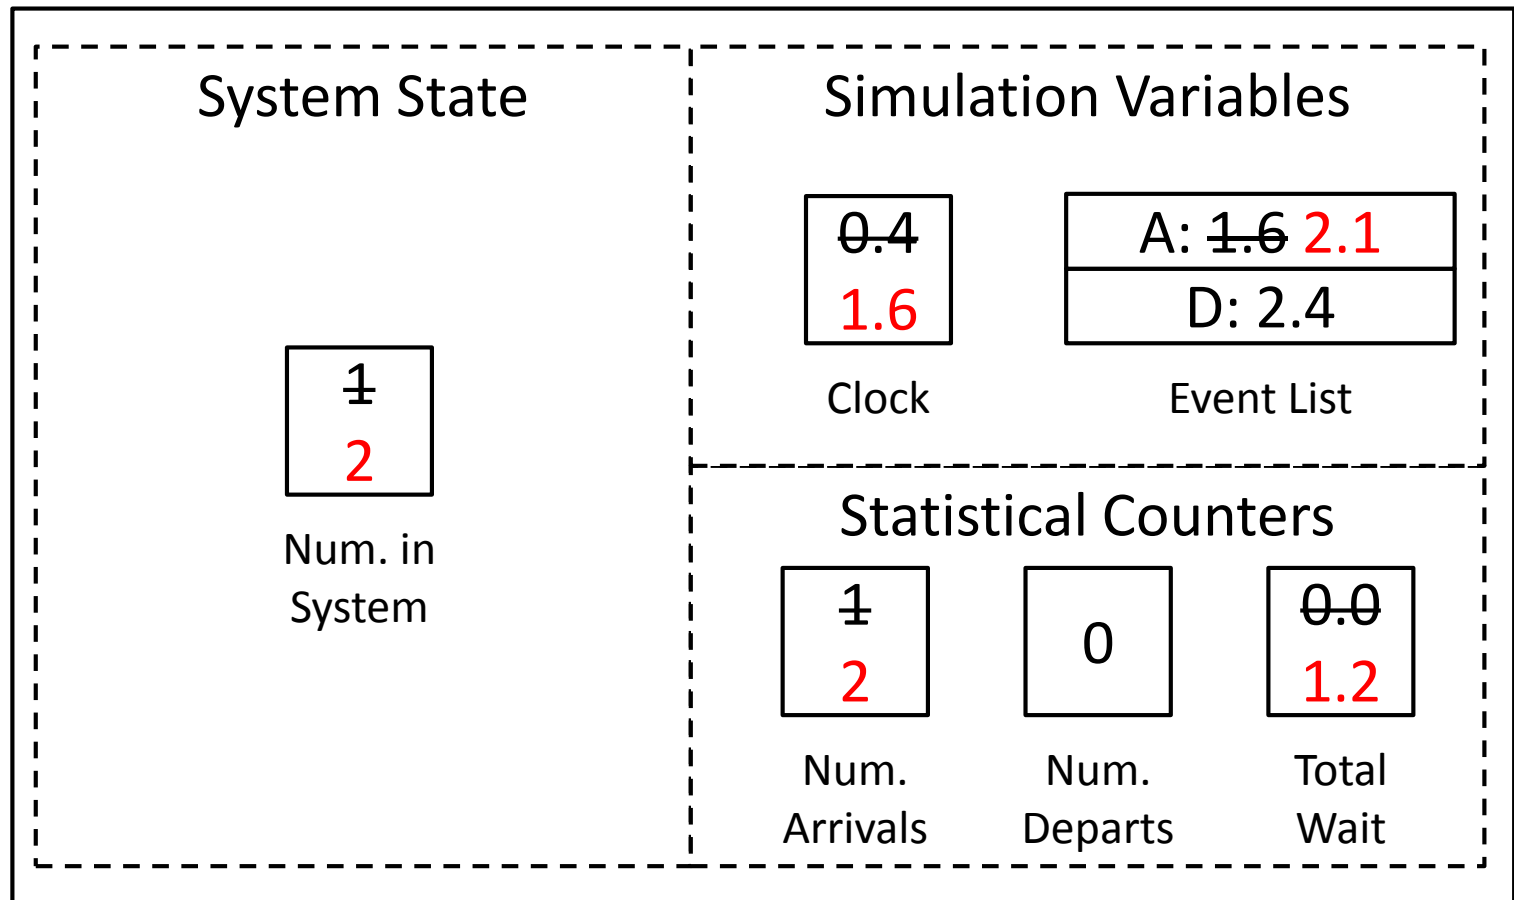 System State
1
2
Num. in
System
Simulation Variables
0.4
1.6
Clock
A: 1.6 2.1
D: 2.4
Event List
Statistical Counters
1
2
Num.
Arrivals
0
Num.
Departs
0.0
1.2
Total
Wait